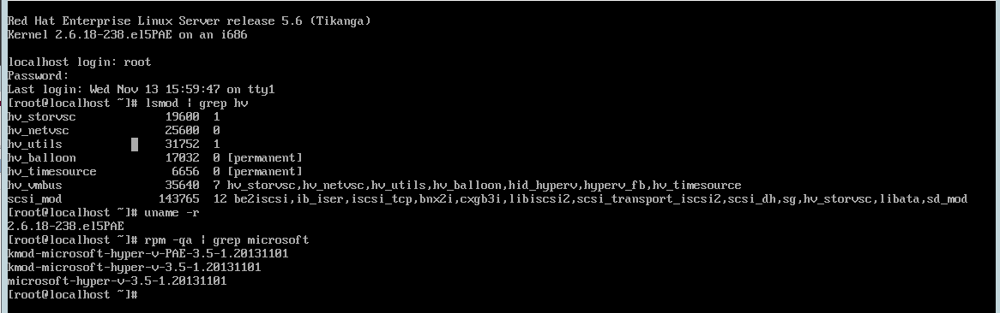 Red Hat Enterprise Linux Server release 5.6 (Tikanga)
Kernel 2.6.18-238.el5PAE on an i686
localhost login: root
Password:
Last login: Wed Nov 13 15:59:47 on tty1
[root@localhost ~]# lsmod | grep hv
hv_storvsc             19600  1
hv_netvsc              25600  0
hv_utils               31752  1
hv_balloon             17032  0 [permanent]
hv_timesource           6656  0 [permanent]
hv_vmbus               35640  7 hv_storvsc,hv_netvsc,hv_utils,hv_balloon,hid_hyperv,hyperv_fb,hv_timesource
scsi_mod              143765  12 be2iscsi,ib_iser,iscsi_tcp,bnx2i,cxgb3i,libiscsi2,scsi_transport_iscsi2,scsi_dh,sg,hv_storvsc,libata,sd_mod
[root@localhost ~]# uname -r
2.6.18-238.el5PAE
[root@localhost ~]# rpm -qa | grep microsoft
kmod-microsoft-hyper-v-PAE-3.5-1.20131101
kmod-microsoft-hyper-v-3.5-1.20131101
microsoft-hyper-v-3.5-1.20131101
[root@localhost ~]#